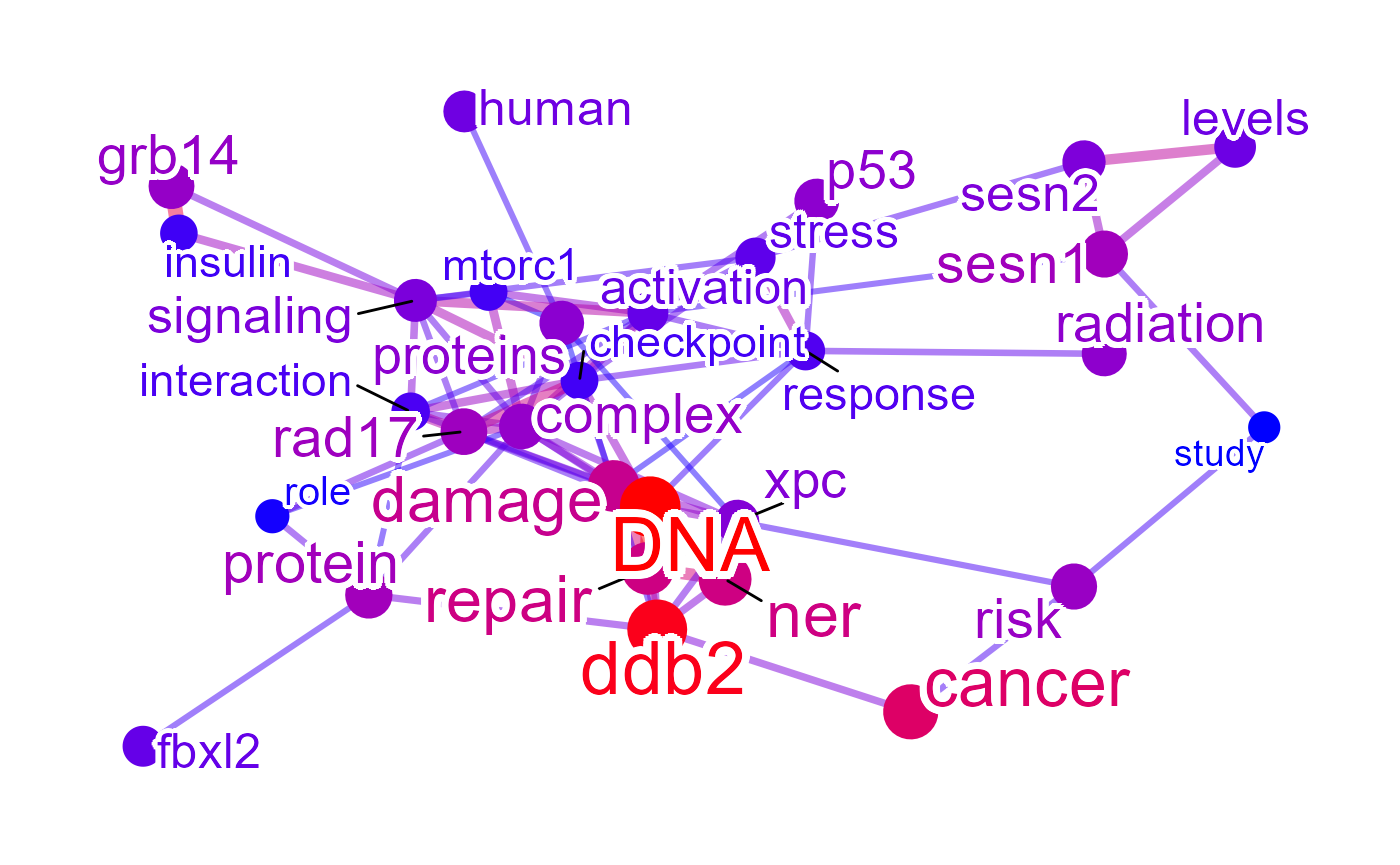 human
levels
grb14
p53
sesn2
stress
insulin
mtorc1
sesn1
activation
signaling
radiation
checkpoint
proteins
interaction
response
complex
rad17
study
role
xpc
damage
DNA
protein
repair
ner
risk
ddb2
cancer
fbxl2